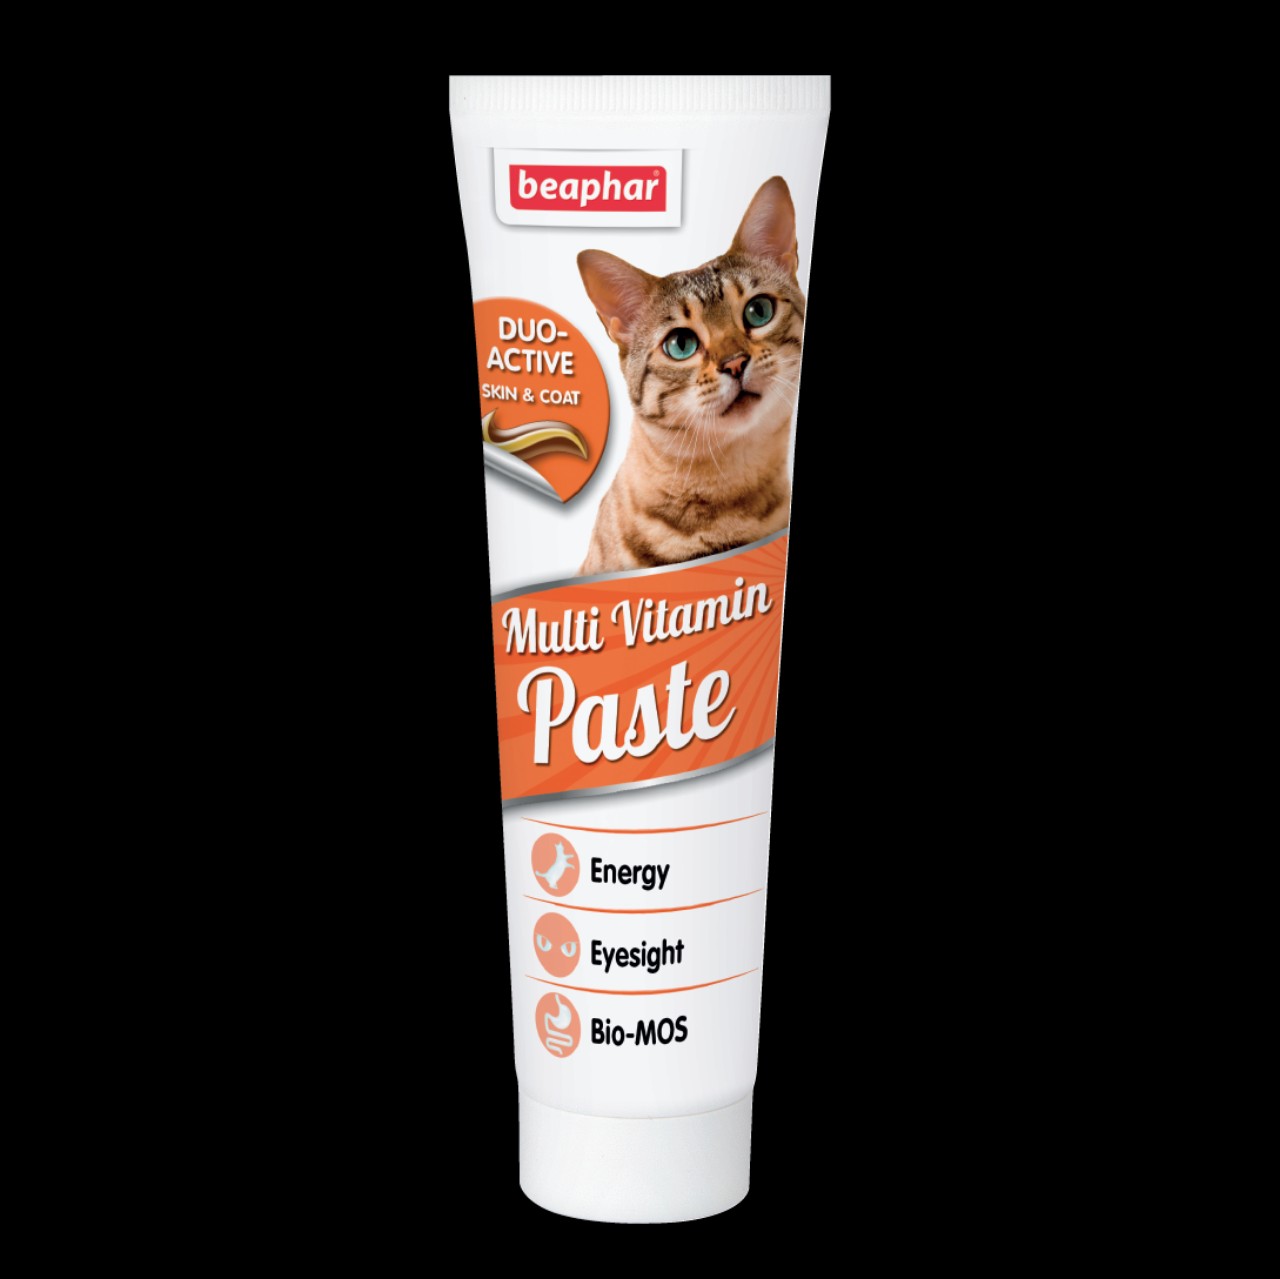 beaphar®
DUO-
ACTIVE
SKIN & COAT
Multi Vitamin
Paste
Energy
Eyesight
Bio-MOS